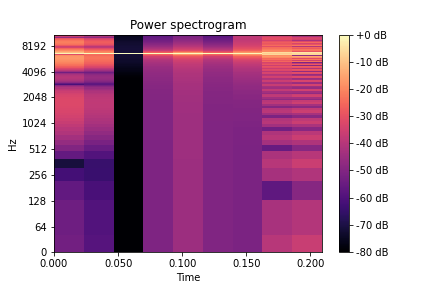 Power spectrogram
8192
4096
2048
1024
512
256
128
64
0
Hz
0.000
0.050
0.100
0.150
0.200
Time
+0 dB
-10 dB
-20 dB
-30 dB
-40 dB
-50 dB
-60 dB
-70 dB
-80 dB